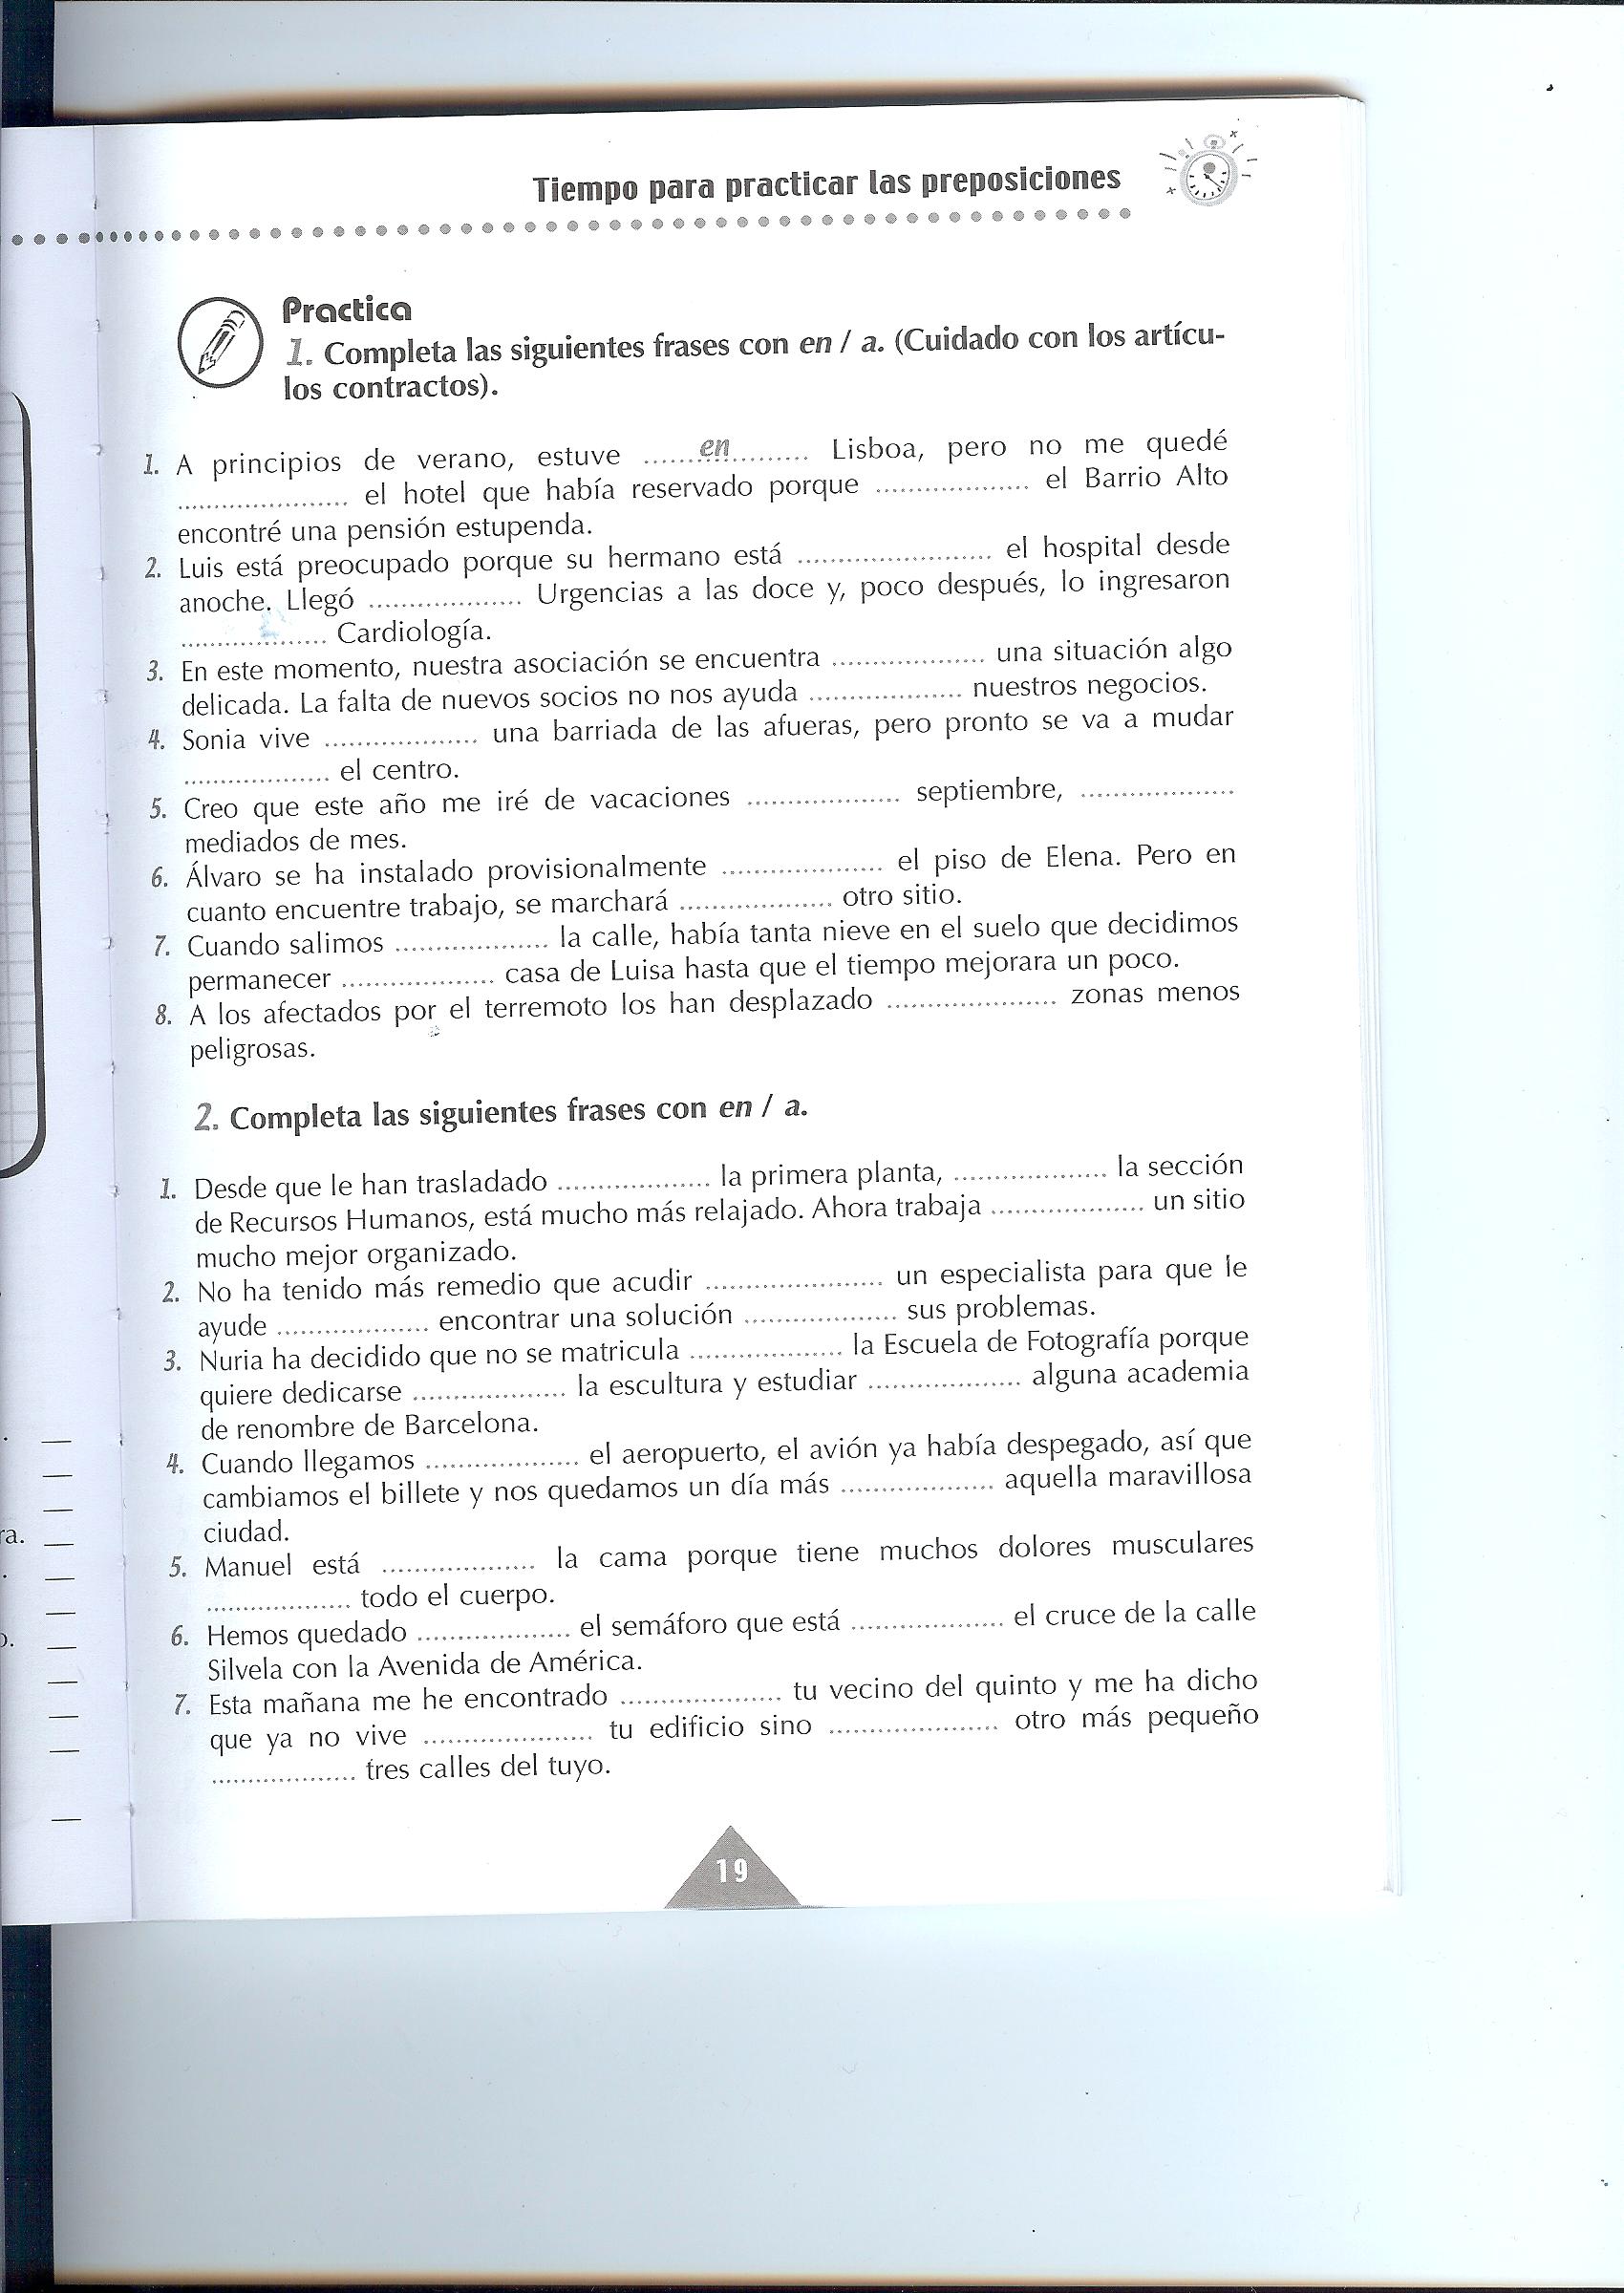 Tiempo para practicar las preposiciones
Practica
1. Completa las siguientes frases con en / a. (Cuidado con los artícu-
los contractos).
1. A principios de verano, estuve .......en.......... Lisboa, pero no me quedé
..................... el hotel que había reservado porque ................... el Barrio Alto
encontré una pensión estupenda.
2. Luis está preocupado porque su hermano está ........................ el hospital desde
anoche. Llegó ................... Urgencias a las doce y, poco después, lo ingresaron
.................. Cardiología.
3. En este momento, nuestra asociación se encuentra ................... una situación algo
delicada. La falta de nuevos socios no nos ayuda ................... nuestros negocios.
4. Sonia vive ................... una barriada de las afueras, pero pronto se va a mudar
.................. el centro.
5. Creo que este año me iré de vacaciones ................... septiembre, ...................
mediados de mes.
6. Álvaro se ha instalado provisionalmente .................... el piso de Elena. Pero en
cuanto encuentre trabajo, se marchará ................... otro sitio.
7. Cuando salimos ................... la calle, había tanta nieve en el suelo que decidimos
permanecer ................... casa de Luisa hasta que el tiempo mejorara un poco.
8. A los afectados por el terremoto los han desplazado ..................... zonas menos
peligrosas.
2. Completa las siguientes frases con en / a.
1. Desde que le han trasladado ................... la primera planta, ................... la sección
de Recursos Humanos, está mucho más relajado. Ahora trabaja ................... un sitio
mucho mejor organizado.
2. No ha tenido más remedio que acudir ...................... un especialista para que le
ayude ................... encontrar una solución ................... sus problemas.
3. Nuria ha decidido que no se matricula ................... la Escuela de Fotografía porque
quiere dedicarse ................... la escultura y estudiar ................... alguna academia
de renombre de Barcelona.
4. Cuando llegamos ................... el aeropuerto, el avión ya había despegado, así que
cambiamos el billete y nos quedamos un día más ................... aquella maravillosa
ciudad.
5. Manuel está ................... la cama porque tiene muchos dolores musculares
.................. todo el cuerpo.
6. Hemos quedado ................... el semáforo que está ................... el cruce de la calle
Silvela con la Avenida de América.
7. Esta mañana me he encontrado .................... tu vecino del quinto y me ha dicho
que ya no vive ..................... tu edificio sino ..................... otro más pequeño
.................. tres calles del tuyo.
19